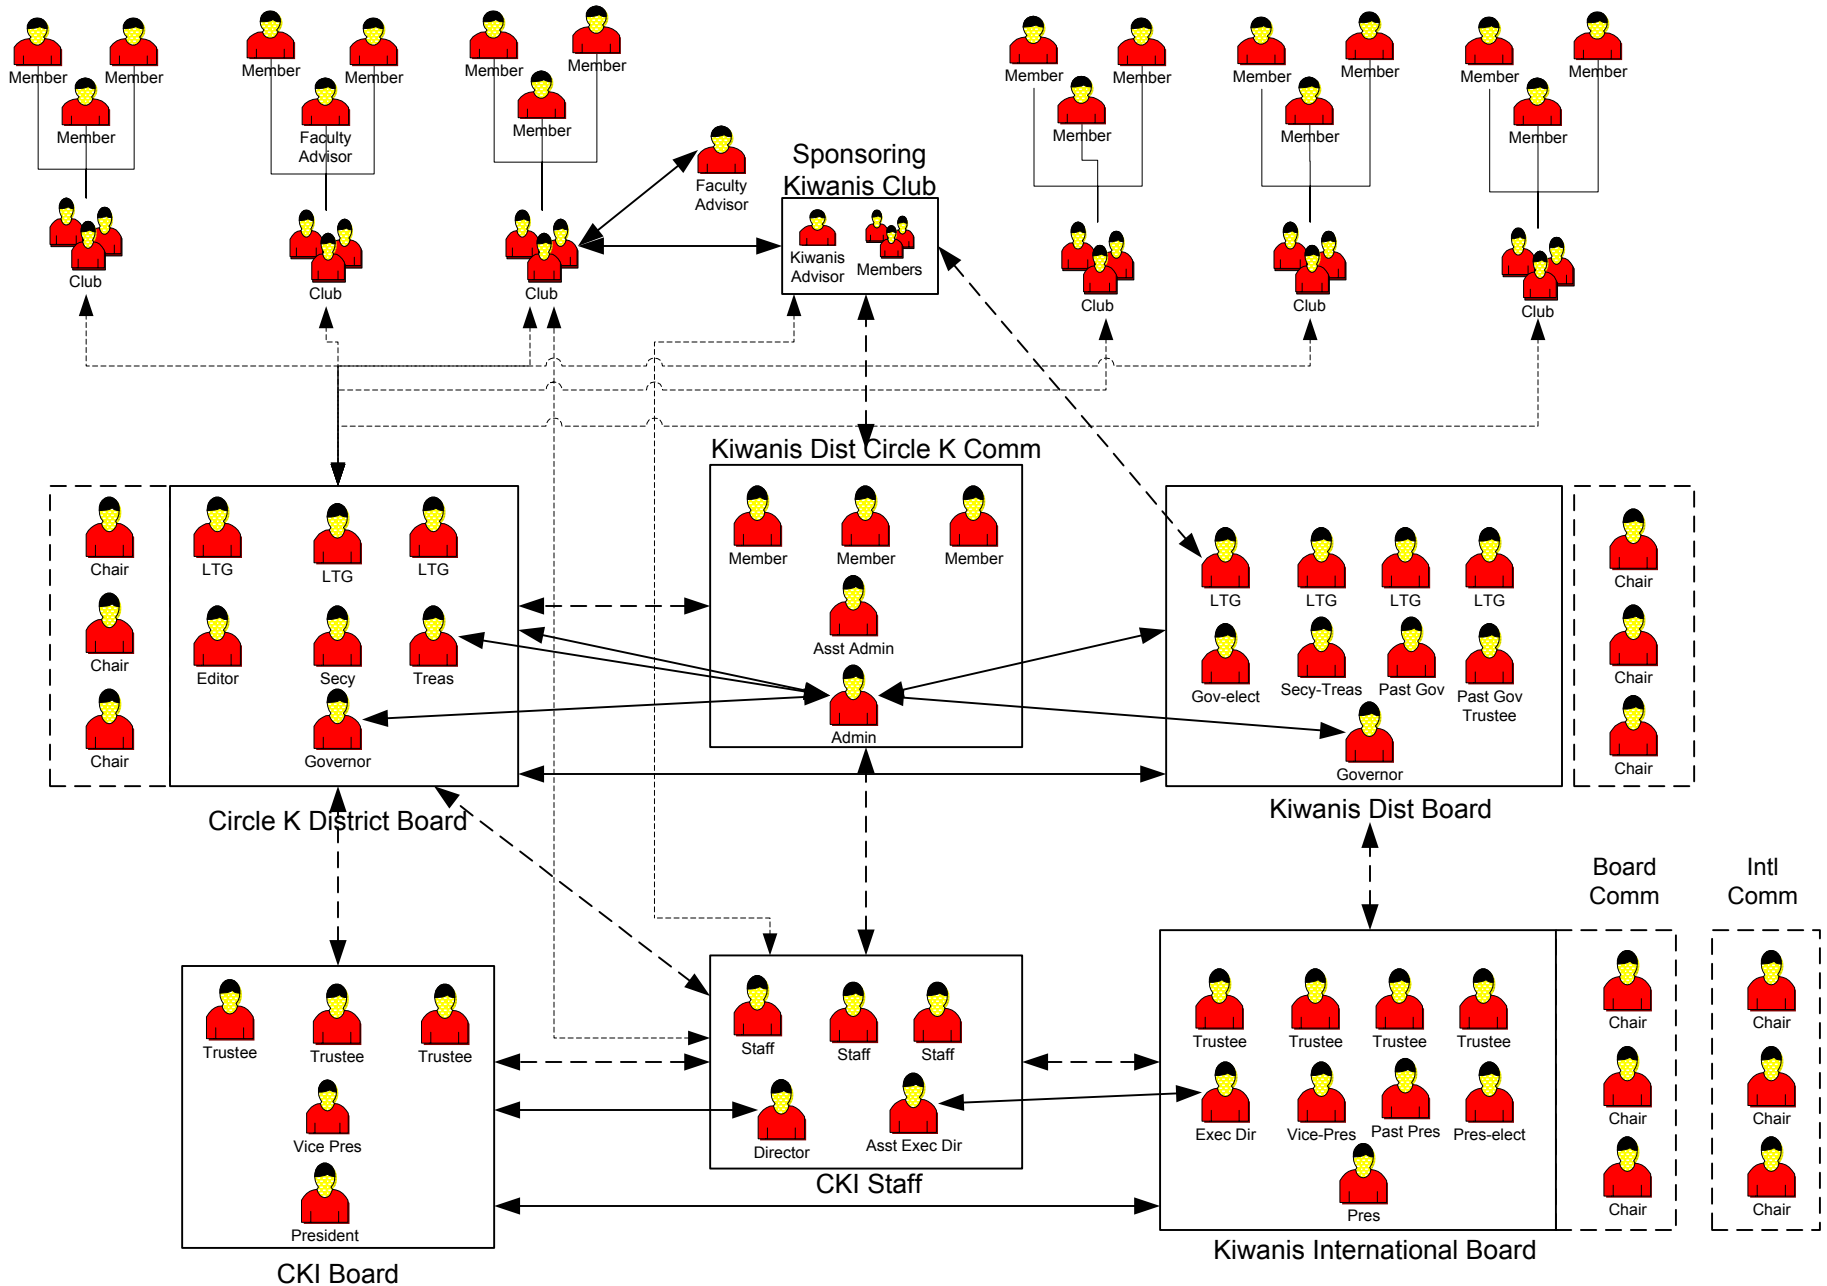 Member
Member
Member
Member
Member
Member
Member
Member
Member
Member
Member
Member
Member
Faculty
Advisor
Member
Member
Member
Member
Faculty
Advisor
Sponsoring
Kiwanis Club
Kiwanis
Advisor
Members
Club
Club
Club
Club
Club
Club
Kiwanis Dist Circle K Comm
Member
Member
Member
Asst Admin
Admin
Chair
Chair
Chair
LTG
LTG
LTG
Editor
Secy
Treas
Governor
Circle K District Board
LTG
LTG
LTG
LTG
Gov-elect
Secy-Treas
Past Gov
Past Gov
Trustee
Governor
Kiwanis Dist Board
Chair
Chair
Chair
Board
Comm
Intl
Comm
Trustee
Trustee
Trustee
Vice Pres
President
CKI Board
Staff
Staff
Staff
Director
Asst Exec Dir
CKI Staff
Trustee
Trustee
Trustee
Trustee
Exec Dir
Vice-Pres
Past Pres
Pres-elect
Pres
Kiwanis International Board
Chair
Chair
Chair
Chair
Chair
Chair